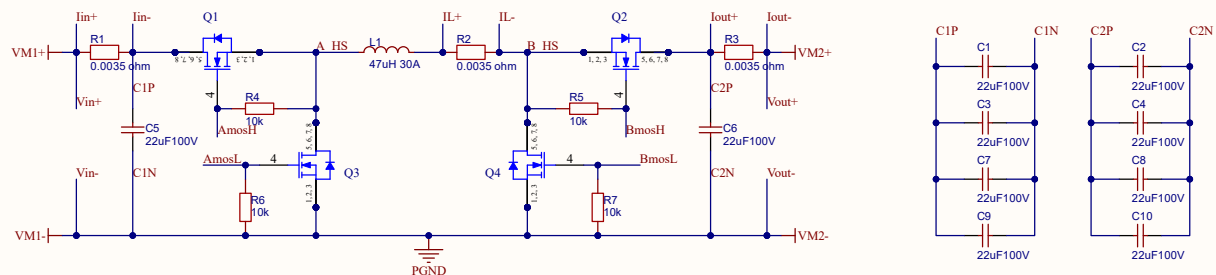 Iin+
Iin-
Q1
IL+
IL-
Q2
Iout+
Iout-
VM1+
R1
0.0035 ohm
A_HS
L1
47uH 30A
R2
0.0035 ohm
B_HS
R3
0.0035 ohm
VM2+
5, 6, 7, 8
1, 2, 3
1, 2, 3
5, 6, 7, 8
Vin+
C1P
4
R4
10k
AmosH
R5
10k
4
BmosH
C2P
Vout+
C5
22uF100V
C6
22uF100V
5, 6, 7, 8
5, 6, 7, 8
AmosL
4
Q3
Q4
4
BmosL
Vin-
C1N
R6
10k
1, 2, 3
1, 2, 3
R7
10k
C2N
Vout-
VM1-
VM2-
PGND
C1P
C1N
C2P
C2N
C1
22uF100V
C2
22uF100V
C3
22uF100V
C4
22uF100V
C7
22uF100V
C8
22uF100V
C9
22uF100V
C10
22uF100V